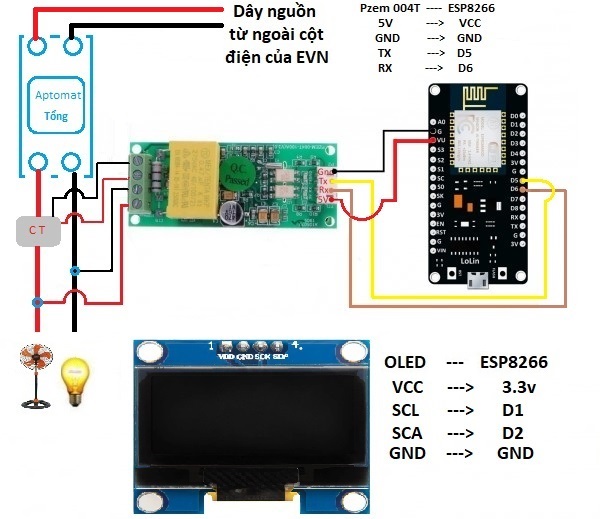 Dây nguồn
từ ngoài cột
điện của EVN
Pzem 004T ---- ESP8266
5V ---> VCC
GND ---> GND
TX ---> D5
RX ---> D6
Aptomat
Tổng
C T
Q.C
Passed
Gnd
Tx
Rx
5V
A0
G
VU
S3
S2
S1
SC
S0
SK
G
3V
EN
RST
G
VIN
D0
D1
D2
D3
D4
3V
G
D5
D6
D7
D8
RX
TX
G
3V
LoLin
1 4.
VDD GND SCK SDA
OLED --- ESP8266
VCC ---> 3.3v
SCL ---> D1
SCA ---> D2
GND ---> GND